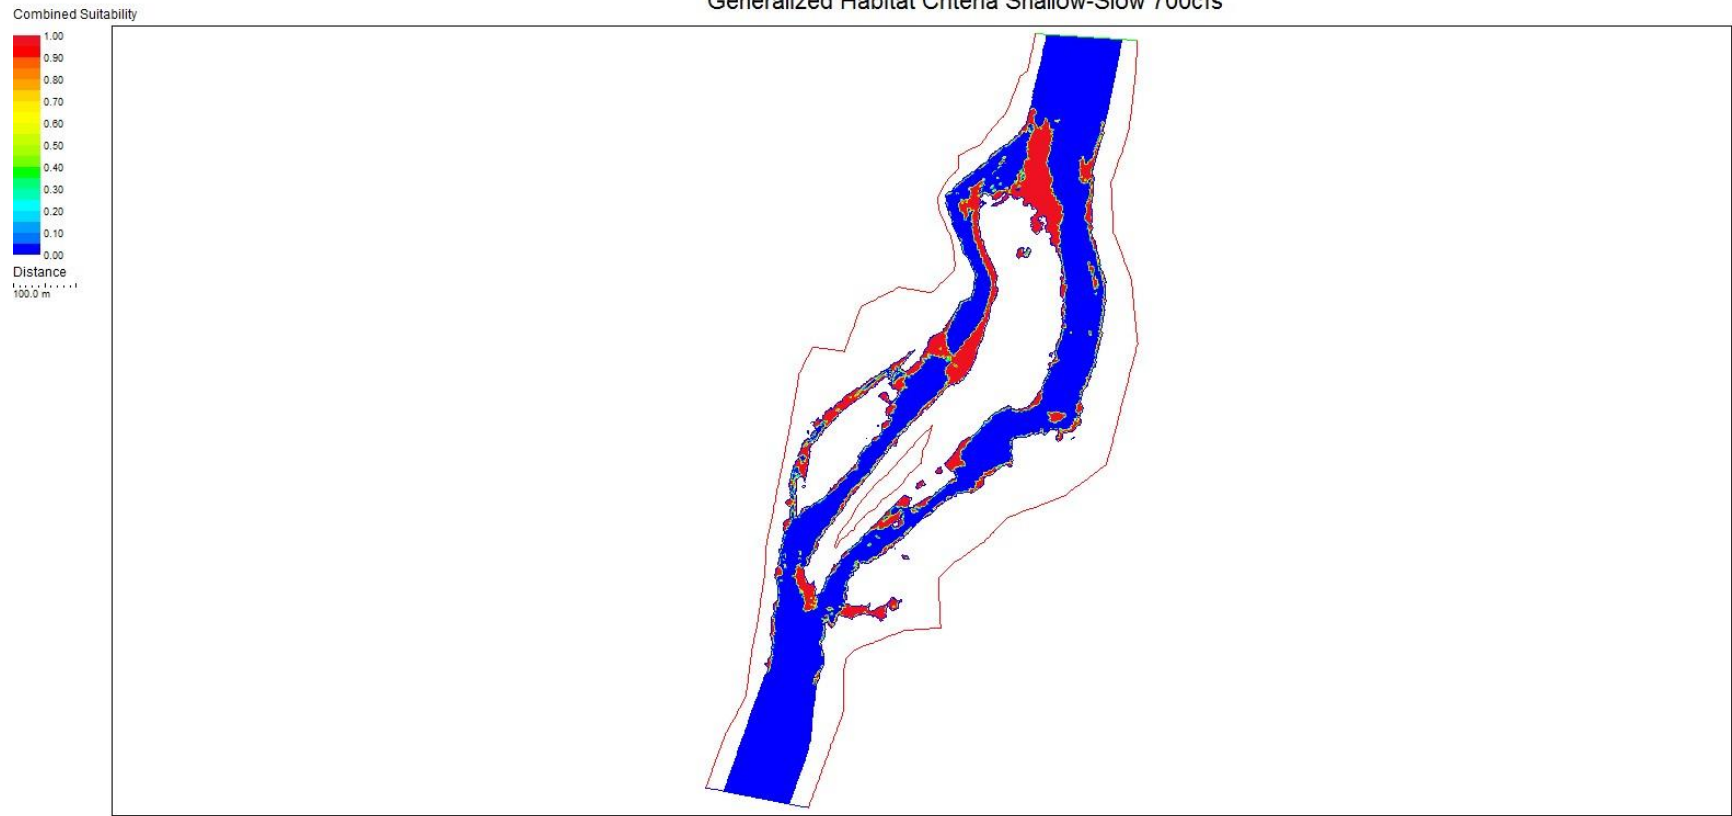 Generalized Habitat Criteria Shallow-Slow 700cfs
Combined Suitability
1.00
0.90
0.80
0.70
0.60
0.50
0.40
0.30
0.20
0.10
0.00
Distance
100.0 m